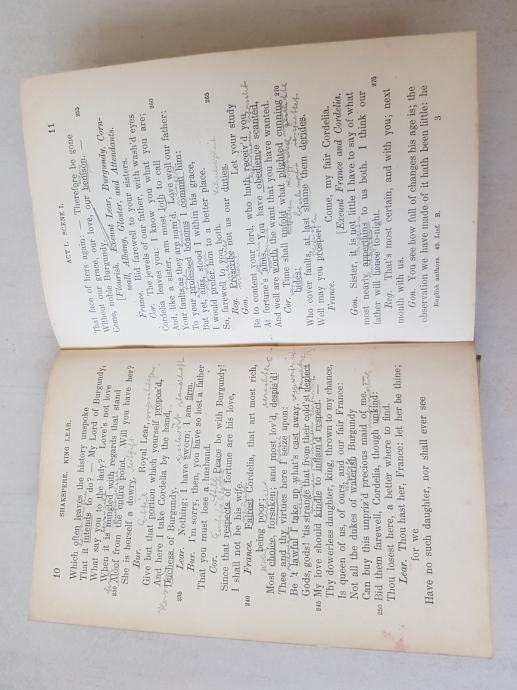 10
SHAKSPERE, KING LEAR.
Which often leaves the history unspoke
That it intends to do? — My Lord of Burgundy,
What say you to the lady? Love's not love
When it is mingled with regards that stand
230 Aloof from the entire point. Will you have her?
She is herself a dowry.
Bur.
Royal Lear,
Give but that portion which yourself propos'd,
And here I take Cordelia by the hand,
Duchess of Burgundy.
235 Lear. Nothing: I have sworn; I am firm.
Bur. I'm sorry, then, you have so lost a father
That you must lose a husband.
Cor.
Peace be with Burgundy!
Since that respects of fortune are his love,
I shall not be his wife.
240 France. Fairest Cordelia, that art most rich,
being poor;
Most choice, forsaken; and most lov'd, despis'd!
Thee and thy virtues here I seize upon:
Be 't lawful I take up what's cast away.
Gods, gods! 'tis strange that from their cold'st neglect
245 My love should kindle to inflam'd respect. —
Thy dowerless daughter, king, thrown to my chance,
Is queen of us, of ours, and our fair France:
Not all the dukes of waterish Burgundy
Can buy this unpriz'd precious maid of me. —
250 Bid them farewell, Cordelia, though unkind:
Thou losest here, a better where to find.
Lear. Thou hast her, France: let her be thine;
for we
Have no such daughter, nor shall ever see
ACT I. SCENE I.
11
That face of hers again: — Therefore be gone 255
Without our grace, our love, our benison. —
Come, noble Burgundy.
[Flourish. Exeunt Lear, Burgundy, Corn-
wall, Albany, Gloster, and Attendants.
France. Bid farewell to your sisters.
Cor. The jewels of our father, with wash'd eyes
Cordelia leaves you: I know you what you are; 260
And, like a sister, am most loth to call
Your faults as they are nam'd. Love well our father:
To your professed bosoms I commit him:
But yet, alas, stood I within his grace,
I would prefer him to a better place. 265
So, farewell to you both.
Reg. Prescribe not us our duties.
Gon.
Let your study
Be to content your lord, who hath receiv'd you
At fortune's alms. You have obedience scanted,
And well are worth the want that you have wanted.
Cor. Time shall unfold what plighted cunning 270
hides:
Who cover faults, at last shame them derides.
Well may you prosper!
France.
Come, my fair Cordelia.
[Exeunt France and Cordelia.
Gon. Sister, it is not little I have to say of what
most nearly appertains to us both. I think our 275
father will hence to-night.
Reg. That's most certain, and with you; next
month with us.
Gon. You see how full of changes his age is; the
observation we have made of it hath been little: he
English authors. 49. Lief. B.
3